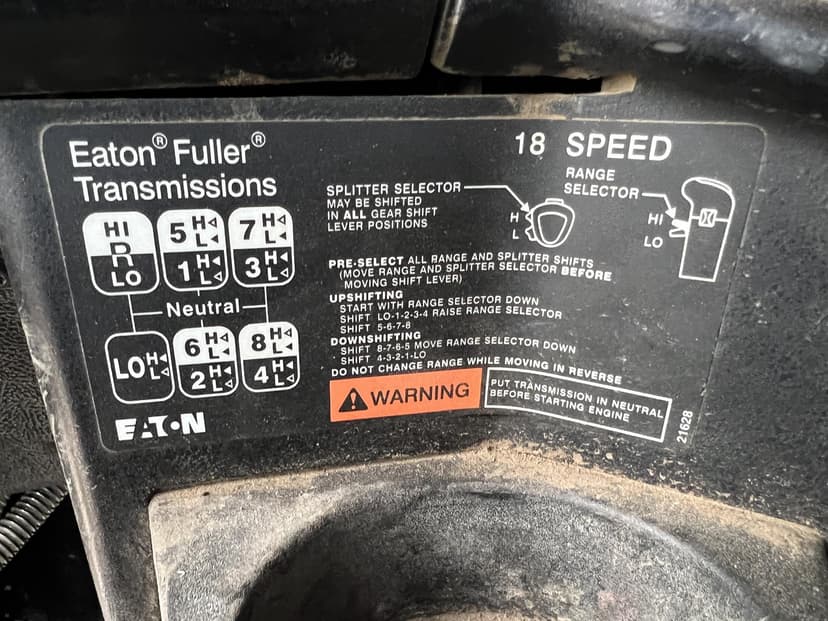 Eaton® Fuller®
Transmissions
18 SPEED
SPLITTER SELECTOR
MAY BE SHIFTED
IN ALL GEAR SHIFT
LEVER POSITIONS
H
L
RANGE
SELECTOR
HI
LO
HI
R
LO
5 H L
1 H L
7 H L
3 H L
Neutral
LO H L
6 H L
2 H L
8 H L
4 H L
PRE-SELECT ALL RANGE AND SPLITTER SHIFTS
(MOVE RANGE AND SPLITTER SELECTOR BEFORE
MOVING SHIFT LEVER)
UPSHIFTING
START WITH RANGE SELECTOR DOWN
SHIFT LO-1-2-3-4 RAISE RANGE SELECTOR
SHIFT 5-6-7-8
DOWNSHIFTING
SHIFT 8-7-6-5 MOVE RANGE SELECTOR DOWN
SHIFT 4-3-2-1-LO
DO NOT CHANGE RANGE WHILE MOVING IN REVERSE
WARNING
PUT TRANSMISSION IN NEUTRAL
BEFORE STARTING ENGINE
21628
EATON